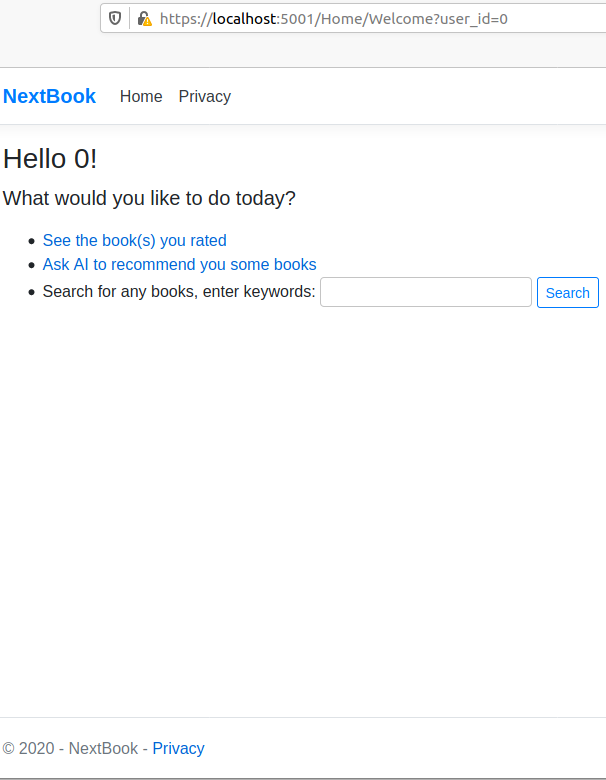 https://localhost:5001/Home/Welcome?user_id=0
NextBook Home Privacy
Hello 0!
What would you like to do today?
See the book(s) you rated
Ask AI to recommend you some books
Search for any books, enter keywords: Search
© 2020 - NextBook - Privacy